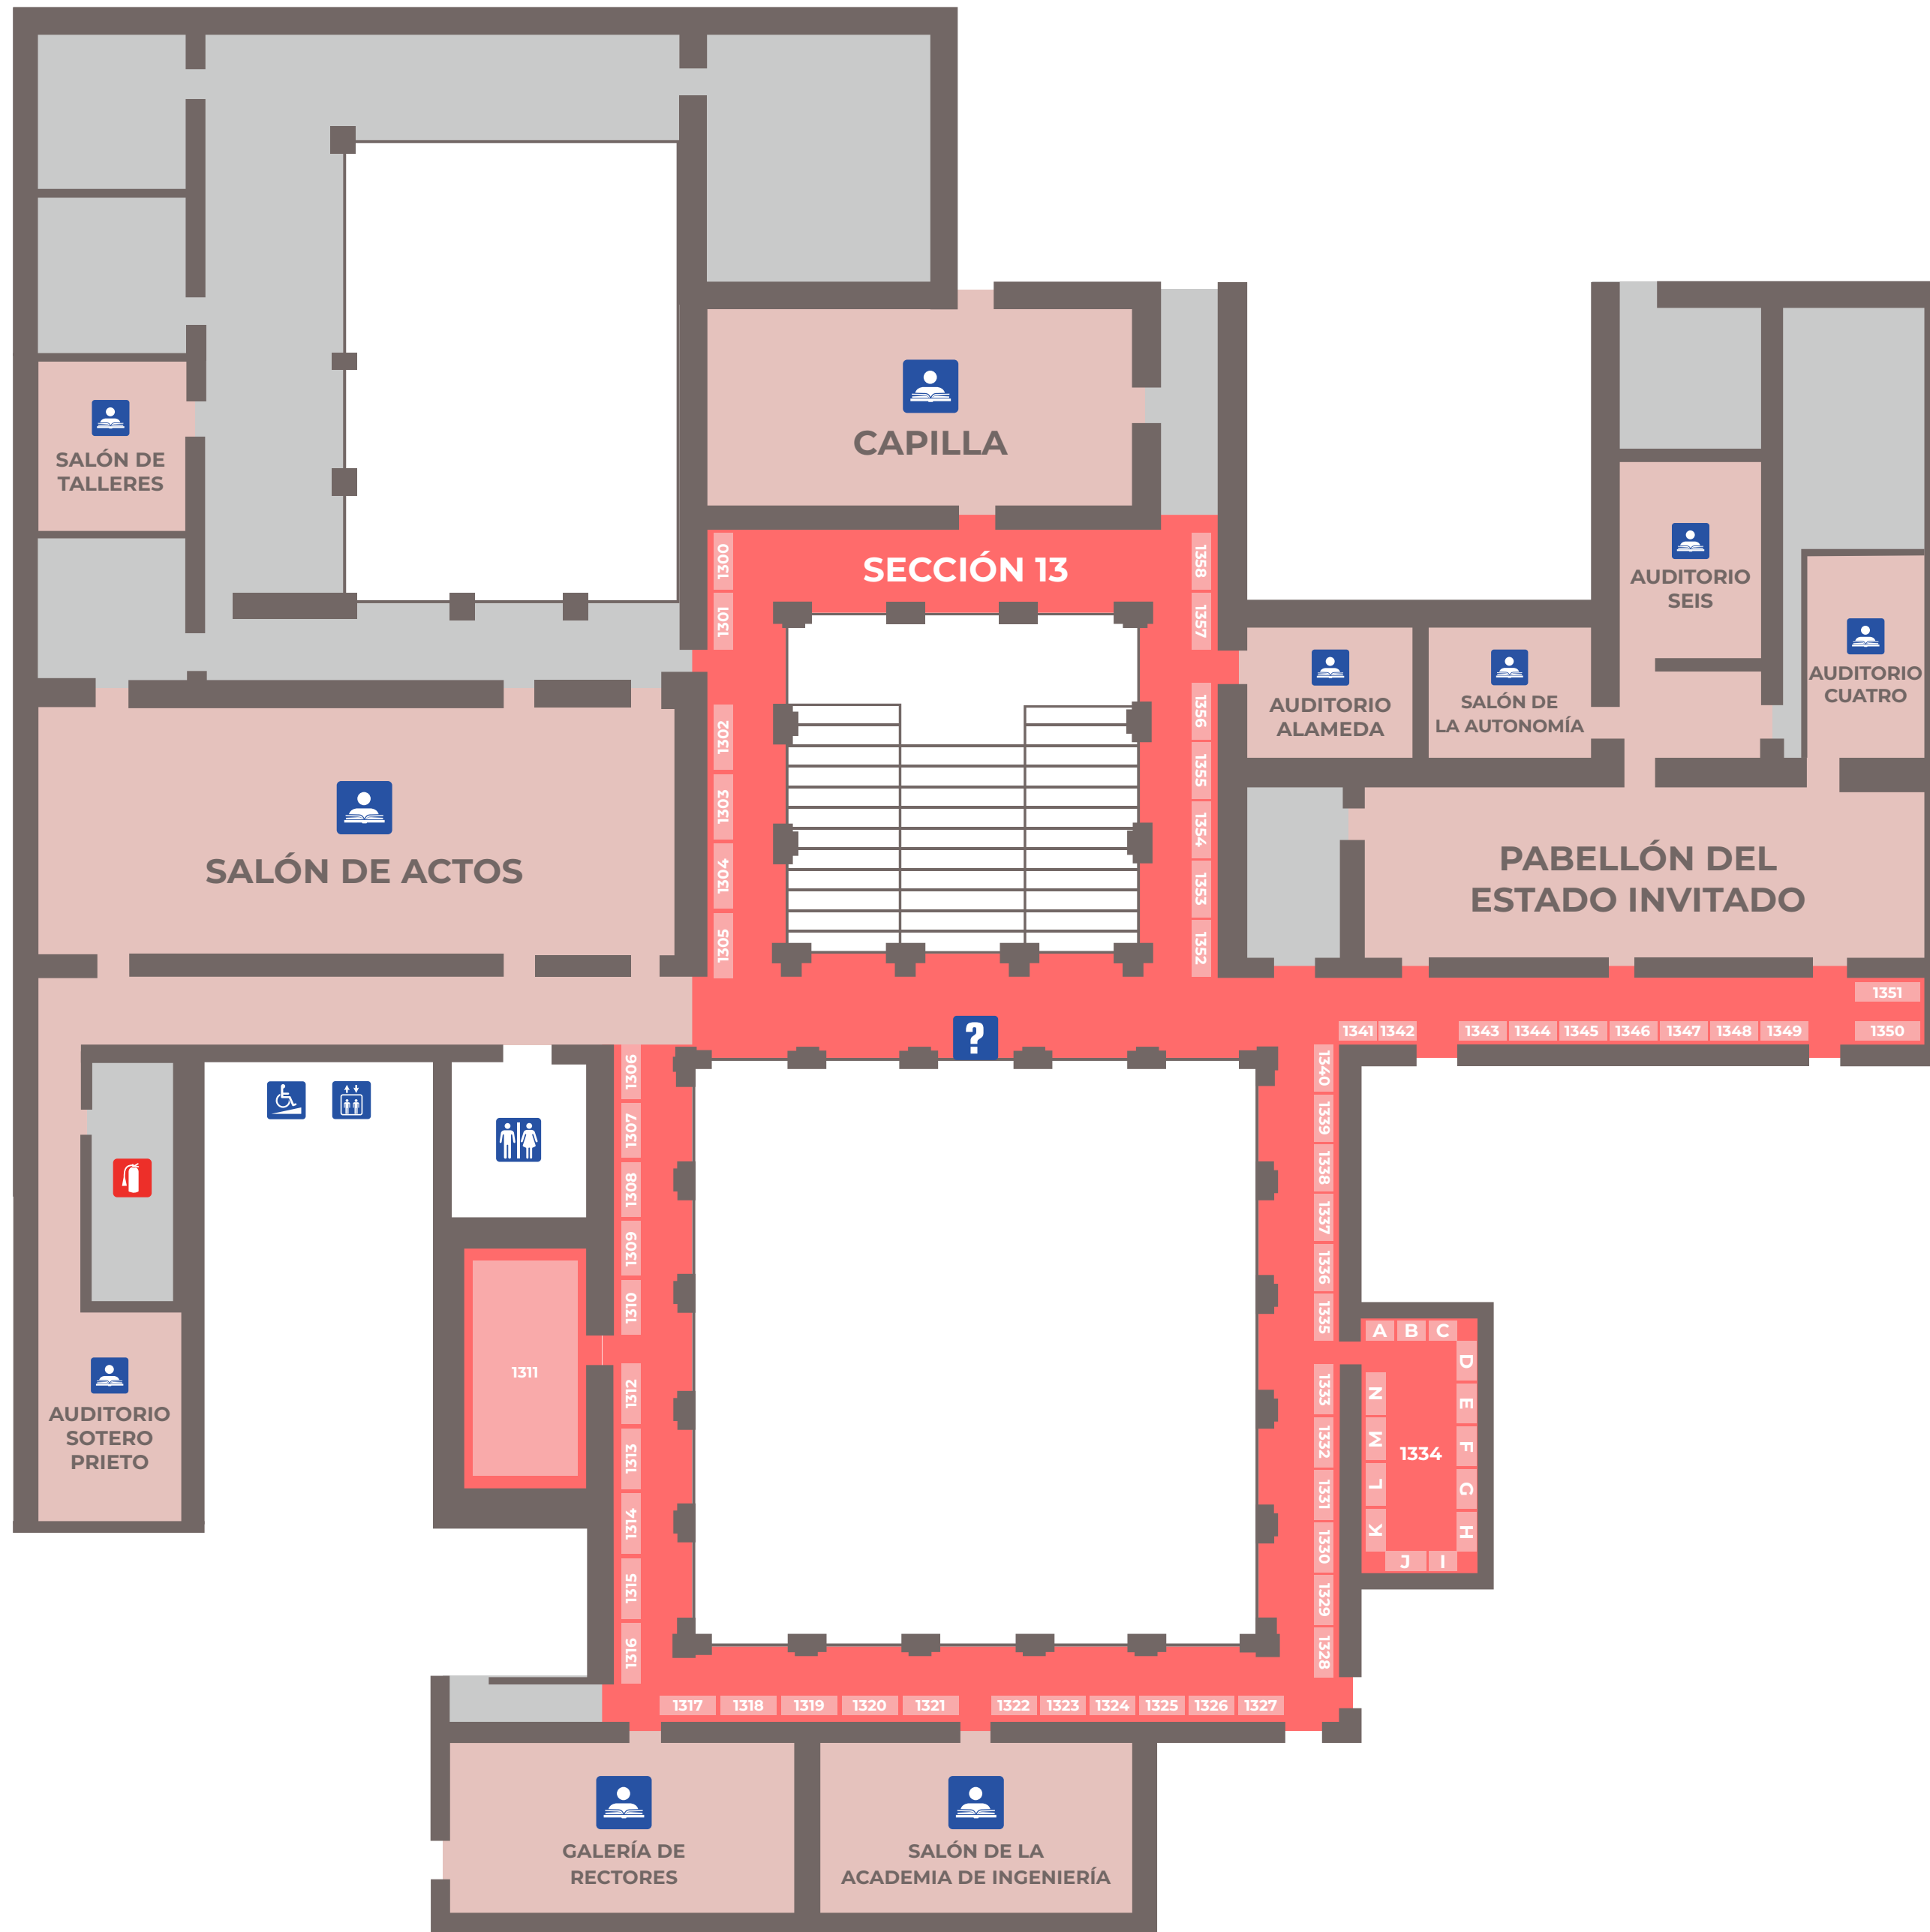 CAPILLA
SALÓN DE
TALLERES
SECCIÓN 13
1300
1301
1302
1303
1304
1305
1358
1357
1356
1355
1354
1353
1352
AUDITORIO
SEIS
AUDITORIO
CUATRO
AUDITORIO
ALAMEDA
SALÓN DE
LA AUTONOMÍA
SALÓN DE ACTOS
PABELLÓN DEL
ESTADO INVITADO
1351
1341 1342 1343 1344 1345 1346 1347 1348 1349 1350
?
1306
1307
1308
1309
1310
1311
1312
1313
1314
1315
1316
1340
1339
1338
1337
1336
1335
1333
1332
1331
1330
1329
1328
A B C
D
E
F
G
H
I
J
K
L
M
N
1334
AUDITORIO
SOTERO
PRIETO
1317 1318 1319 1320 1321 1322 1323 1324 1325 1326 1327
GALERÍA DE
RECTORES
SALÓN DE LA
ACADEMIA DE INGENIERÍA